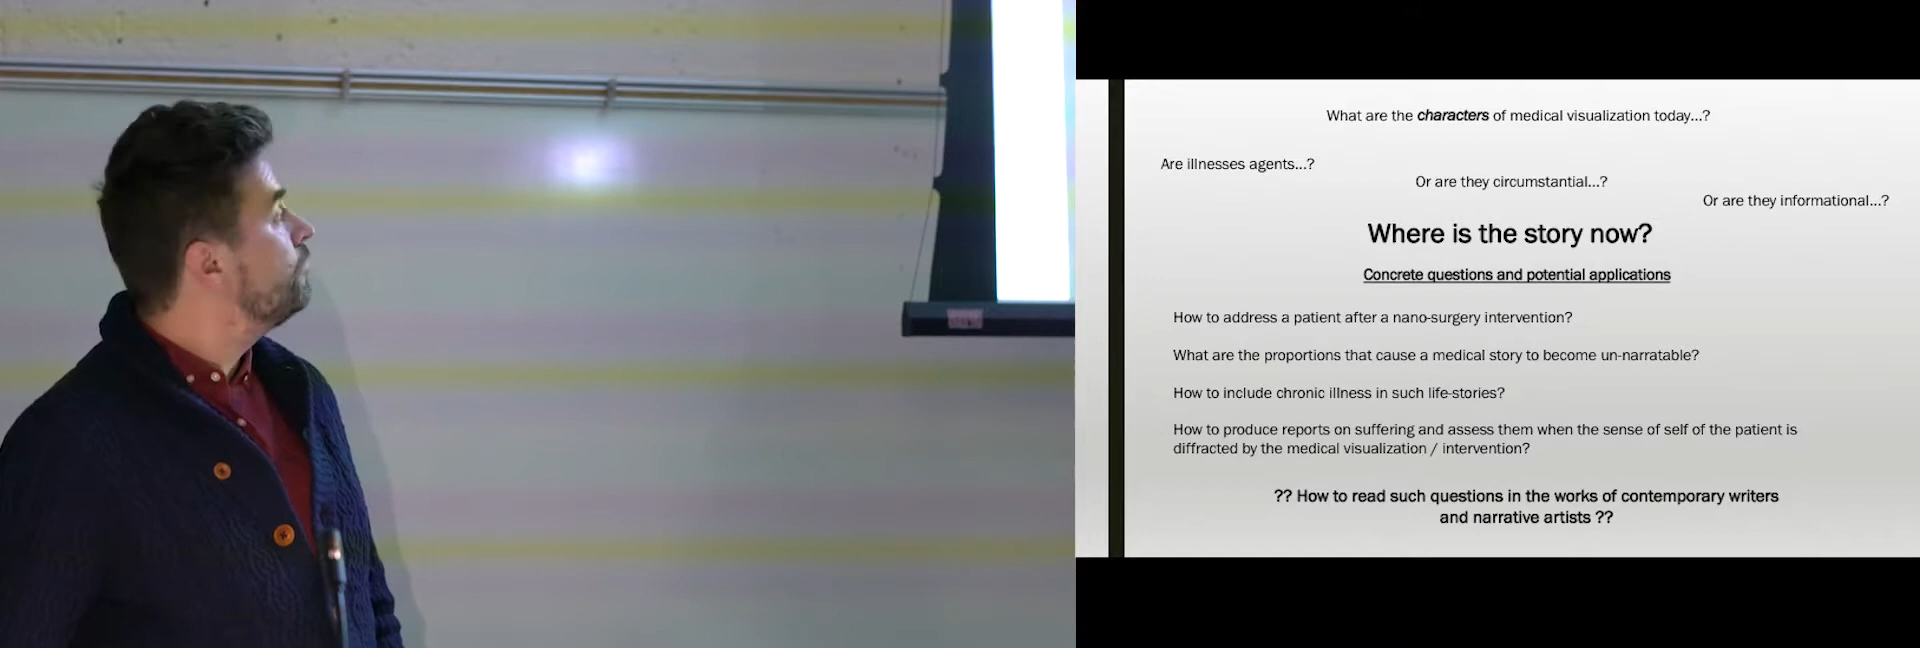 What are the characters of medical visualization today...?
Are illnesses agents...?
Or are they circumstantial...?
Or are they informational...?
Where is the story now?
Concrete questions and potential applications
How to address a patient after a nano-surgery intervention?
What are the proportions that cause a medical story to become un-narratable?
How to include chronic illness in such life-stories?
How to produce reports on suffering and assess them when the sense of self of the patient is
diffracted by the medical visualization / intervention?
?? How to read such questions in the works of contemporary writers
and narrative artists ??